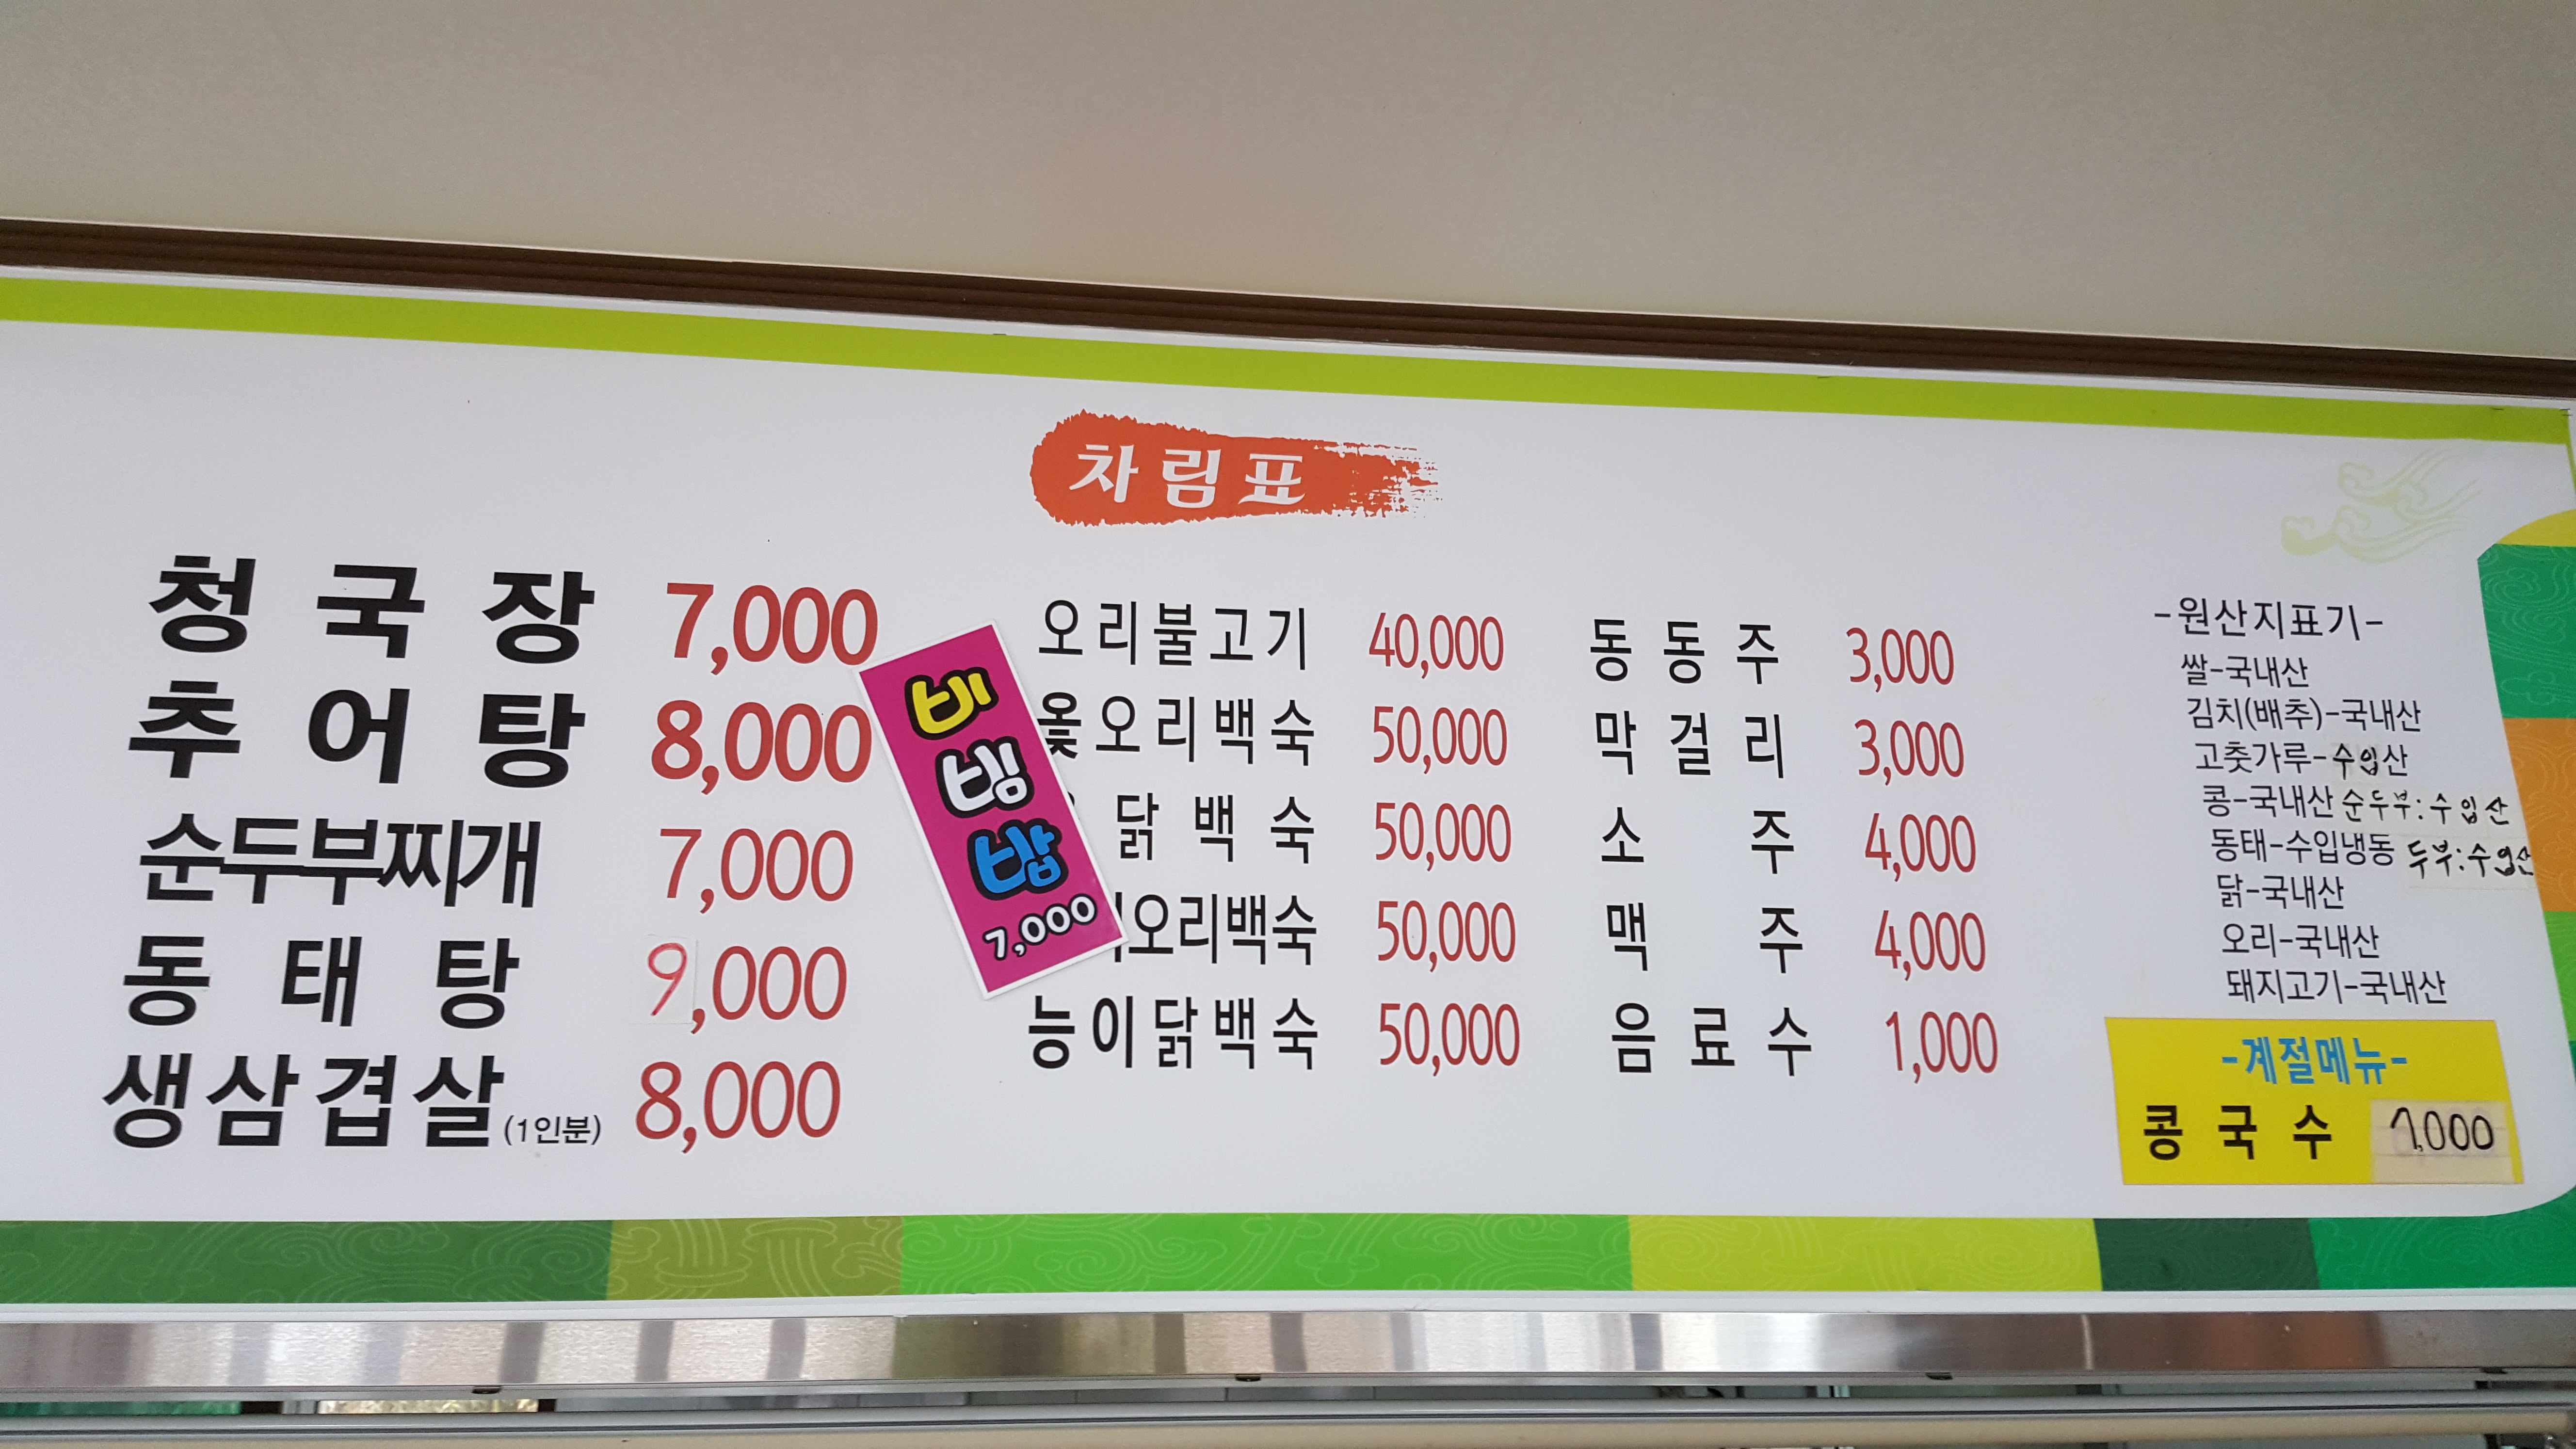 차림표
청국장 7,000
추어탕 8,000
순두부찌개 7,000
동태탕 9,000
생삼겹살(1인분) 8,000
비빔밥
7,000
오리불고기 40,000
옻오리백숙 50,000
닭백숙 50,000
오리백숙 50,000
능이닭백숙 50,000
동동주 3,000
막걸리 3,000
소주 4,000
맥주 4,000
음료수 1,000
-원산지표기-
쌀-국내산
김치(배추)-국내산
고춧가루-수입산
콩-국내산 순두부:수입산
동태-수입냉동 두부:수입산
닭-국내산
오리-국내산
돼지고기-국내산
-계절메뉴-
콩국수 7,000